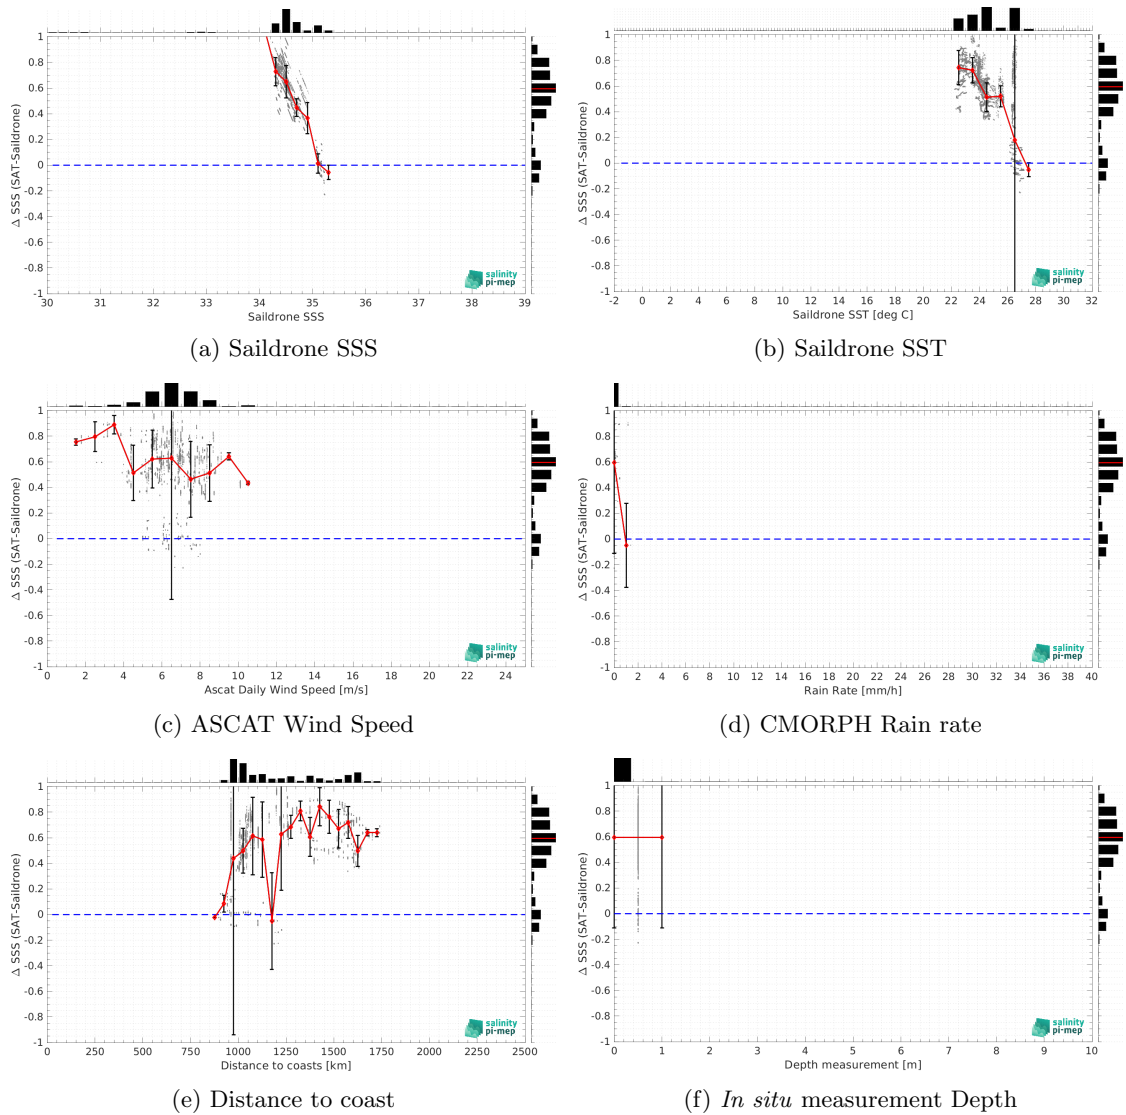 Δ SSS (SAT-Saildrone)
1
0.8
0.6
0.4
0.2
0
-0.2
-0.4
-0.6
-0.8
-1
30 31 32 33 34 35 36 37 38 39
Saildrone SSS
salinity
pi-mep
(a) Saildrone SSS
Δ SSS (SAT-Saildrone)
1
0.8
0.6
0.4
0.2
0
-0.2
-0.4
-0.6
-0.8
-1
-2 0 2 4 6 8 10 12 14 16 18 20 22 24 26 28 30 32
Saildrone SST [deg C]
salinity
pi-mep
(b) Saildrone SST
Δ SSS (SAT-Saildrone)
1
0.8
0.6
0.4
0.2
0
-0.2
-0.4
-0.6
-0.8
-1
0 2 4 6 8 10 12 14 16 18 20 22 24
Ascat Daily Wind Speed [m/s]
salinity
pi-mep
(c) ASCAT Wind Speed
Δ SSS (SAT-Saildrone)
1
0.8
0.6
0.4
0.2
0
-0.2
-0.4
-0.6
-0.8
-1
0 2 4 6 8 10 12 14 16 18 20 22 24 26 28 30 32 34 36 38 40
Rain Rate [mm/h]
salinity
pi-mep
(d) CMORPH Rain rate
Δ SSS (SAT-Saildrone)
1
0.8
0.6
0.4
0.2
0
-0.2
-0.4
-0.6
-0.8
-1
0 250 500 750 1000 1250 1500 1750 2000 2250 2500
Distance to coasts [km]
salinity
pi-mep
(e) Distance to coast
Δ SSS (SAT-Saildrone)
1
0.8
0.6
0.4
0.2
0
-0.2
-0.4
-0.6
-0.8
-1
0 1 2 3 4 5 6 7 8 9 10
Depth measurement [m]
salinity
pi-mep
(f) In situ measurement Depth